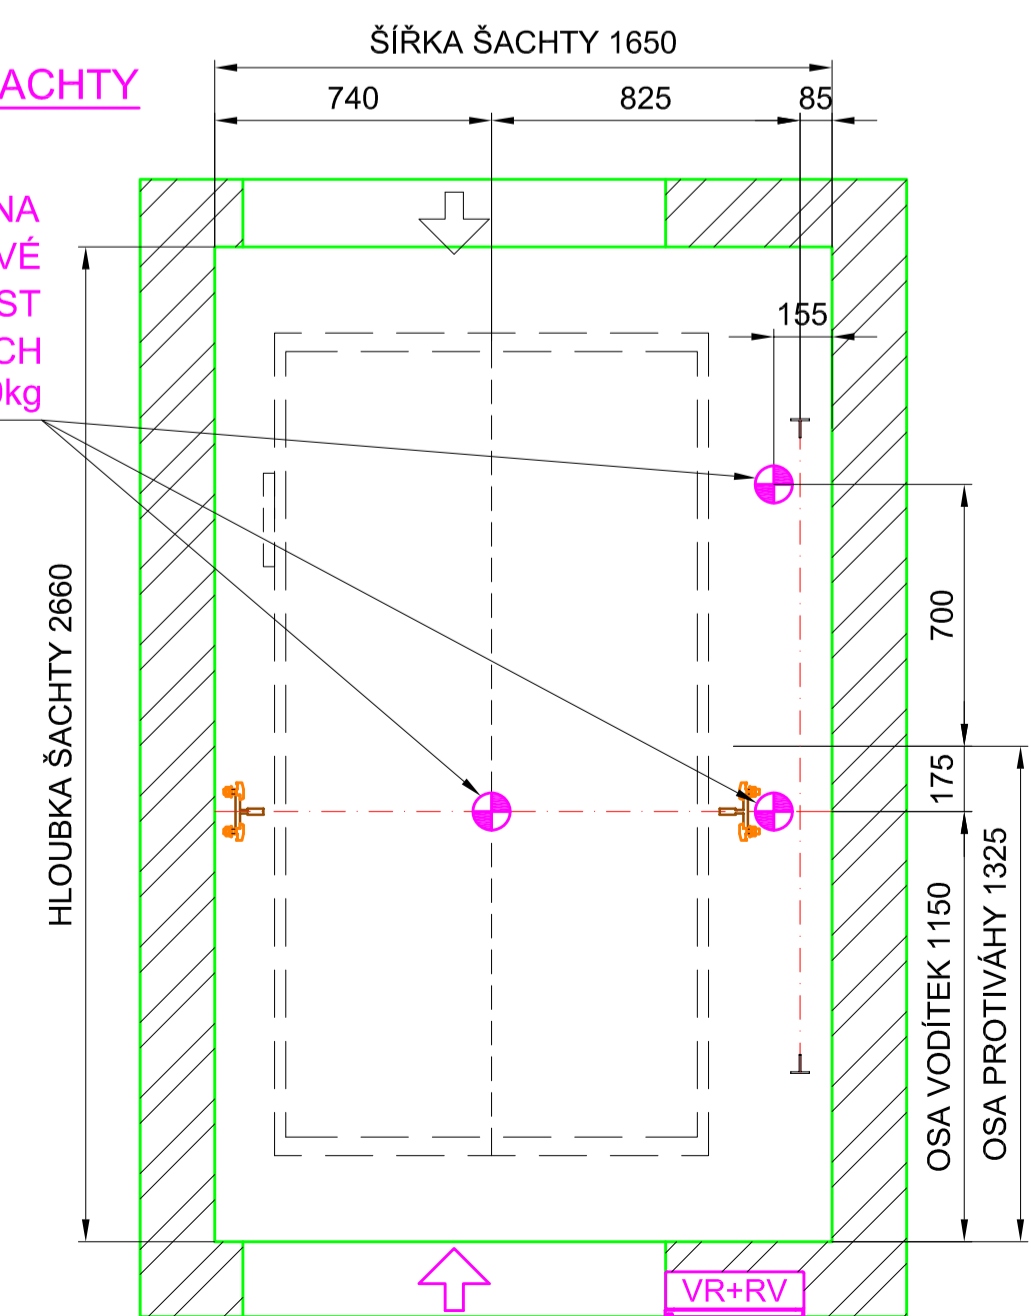 ŠÍŘKA ŠACHTY 1650
740
825
85
ACHTY
NA
VÉ
ST
CH
0kg
155
HLOUBKA ŠACHTY 2660
700
175
OSA VODÍTEK 1150
OSA PROTIVÁHY 1325
VR+RV